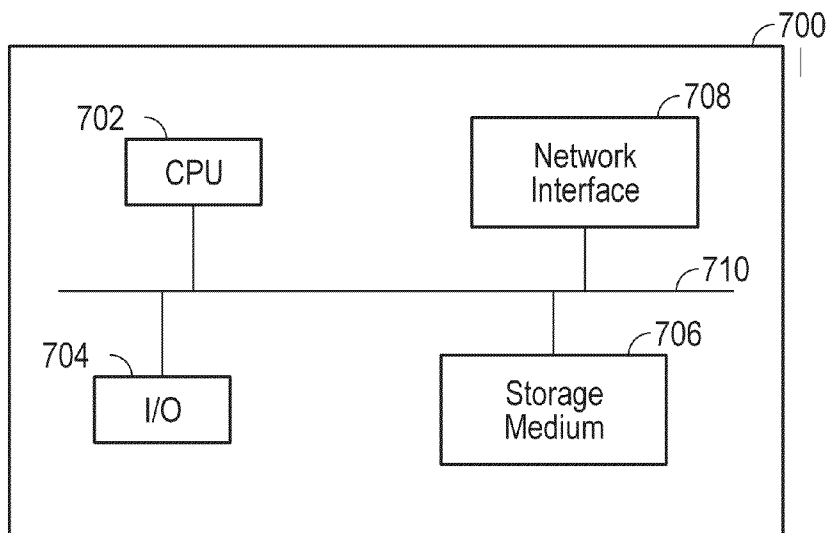 700
702
708
CPU
Network
Interface
710
704
706
I/O
Storage
Medium